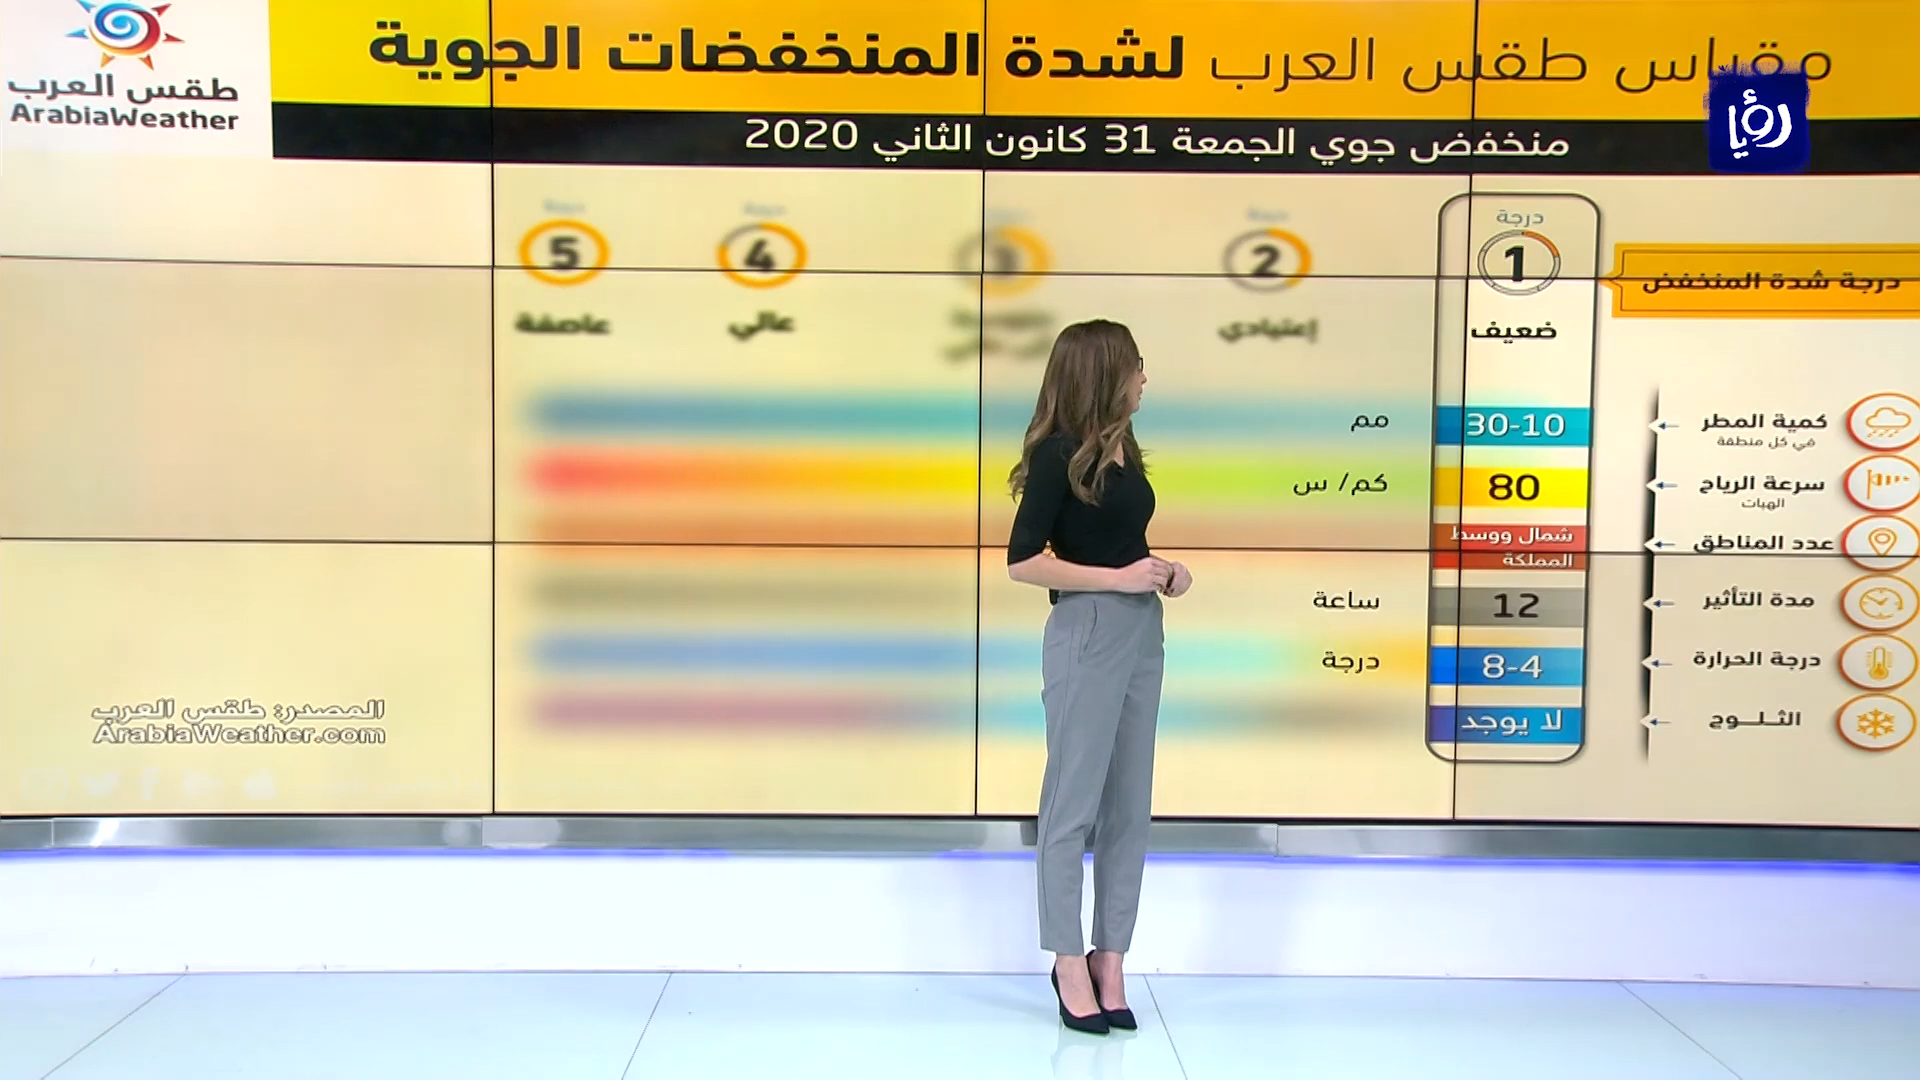 مقياس طقس العرب لشدة المنخفضات الجوية
طقس العرب
ArabiaWeather
رؤيا
منخفض جوي الجمعة 31 كانون الثاني 2020
درجة شدة المنخفض
درجة
1
ضعيف
2
إعتيادي
4
عالي
5
عاصفة
كمية المطر
في كل منطقة
30-10
مم
سرعة الرياح
الهبات
80
كم/ س
عدد المناطق
شمال ووسط
المملكة
مدة التأثير
12
ساعة
درجة الحرارة
8-4
درجة
الثلـــوج
لا يوجد
المصدر: طقس العرب
ArabiaWeather.com